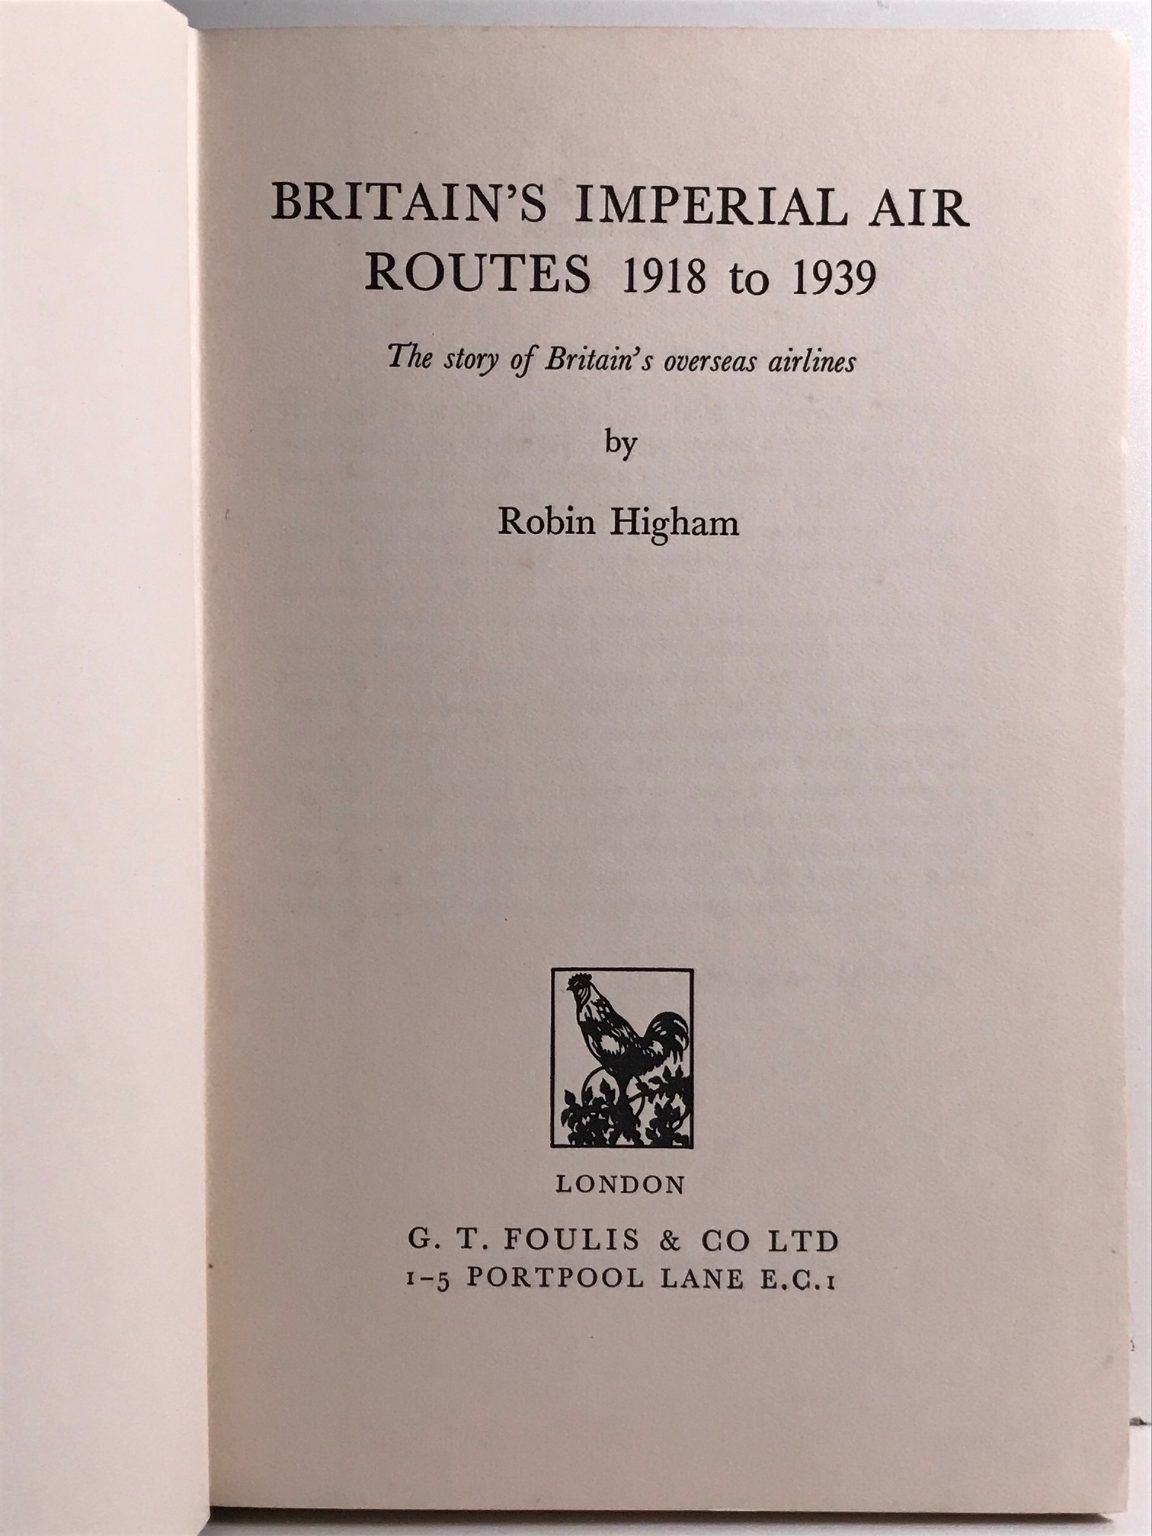 BRITAIN'S IMPERIAL AIR
ROUTES 1918 to 1939
The story of Britain's overseas airlines
by
Robin Higham
LONDON
G. T. FOULIS & CO LTD
1-5 PORTPOOL LANE E.C.1